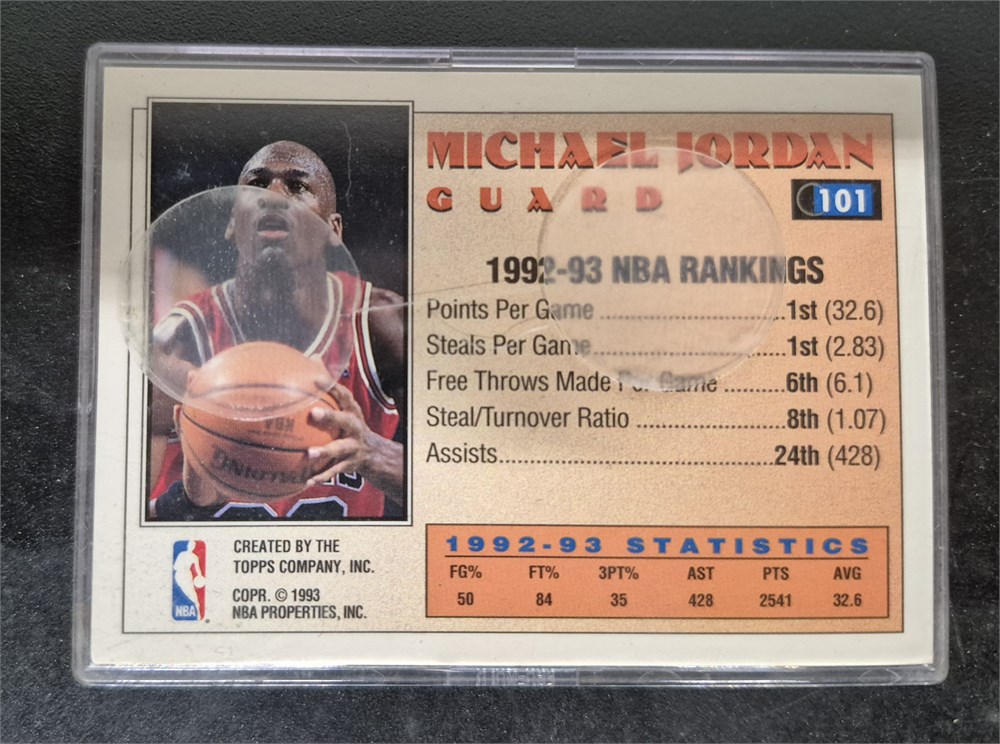 MICHAEL JORDAN
GUARD
101
1992-93 NBA RANKINGS
Points Per Game ..............................1st (32.6)
Steals Per Game ..............................1st (2.83)
Free Throws Made Per Game ..........6th (6.1)
Steal/Turnover Ratio ........................8th (1.07)
Assists............................................24th (428)
1992-93 STATISTICS
FG% FT% 3PT% AST PTS AVG
50 84 35 428 2541 32.6
NBA
CREATED BY THE
TOPPS COMPANY, INC.
COPR. © 1993
NBA PROPERTIES, INC.
SPALDING
NBA